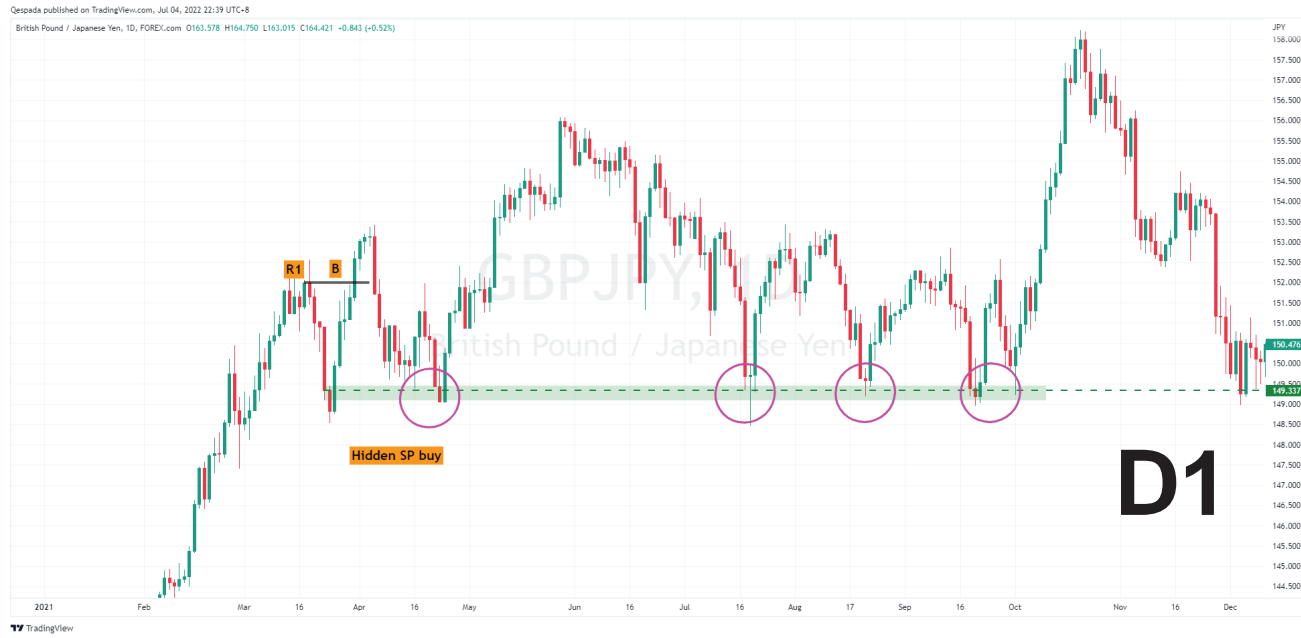 Qespada published on TradingView.com, Jul 04, 2022 22:39 UTC+8
British Pound / Japanese Yen, 1D, FOREX.com O163.578 H164.750 L163.015 C164.421 +0.843 (+0.52%)
JPY
158.000
157.500
157.000
156.500
156.000
155.500
155.000
154.500
154.000
153.500
153.000
152.500
152.000
151.500
151.000
150.476
150.000
149.500
149.337
149.000
148.500
148.000
147.500
147.000
146.500
146.000
145.500
145.000
144.500
R1
B
GBPJPY, 1D
British Pound / Japanese Yen
Hidden SP buy
D1
2021 Feb Mar 16 Apr 16 May Jun 16 Jul 16 Aug 17 Sep 16 Oct Nov 16 Dec
TradingView